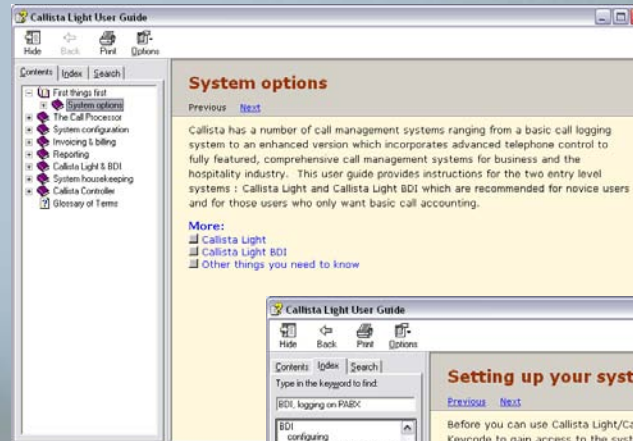 Callista Light User Guide
Hide Back Print Options
Contents Index Search
First things first
System options
The Call Processor
System configuration
Invoicing & billing
Reporting
Callista Light & BDI
System housekeeping
Callista Controller
Glossary of Terms
System options
Previous Next
Callista has a number of call management systems ranging from a basic call logging
system to an enhanced version which incorporates advanced telephone control to
fully featured, comprehensive call management systems for business and the
hospitality industry. This user guide provides instructions for the two entry level
systems : Callista Light and Callista Light BDI which are recommended for novice users
and for those users who only want basic call accounting.
More:
Callista Light
Callista Light BDI
Other things you need to know
Callista Light User Guide
Hide Back Print Options
Contents Index Search
Type in the keyword to find:
BDI, logging on PABX
BDI
configuring
Setting up your syst
Previous Next
Before you can use Callista Light/Ca
Keycode to gain access to the syst